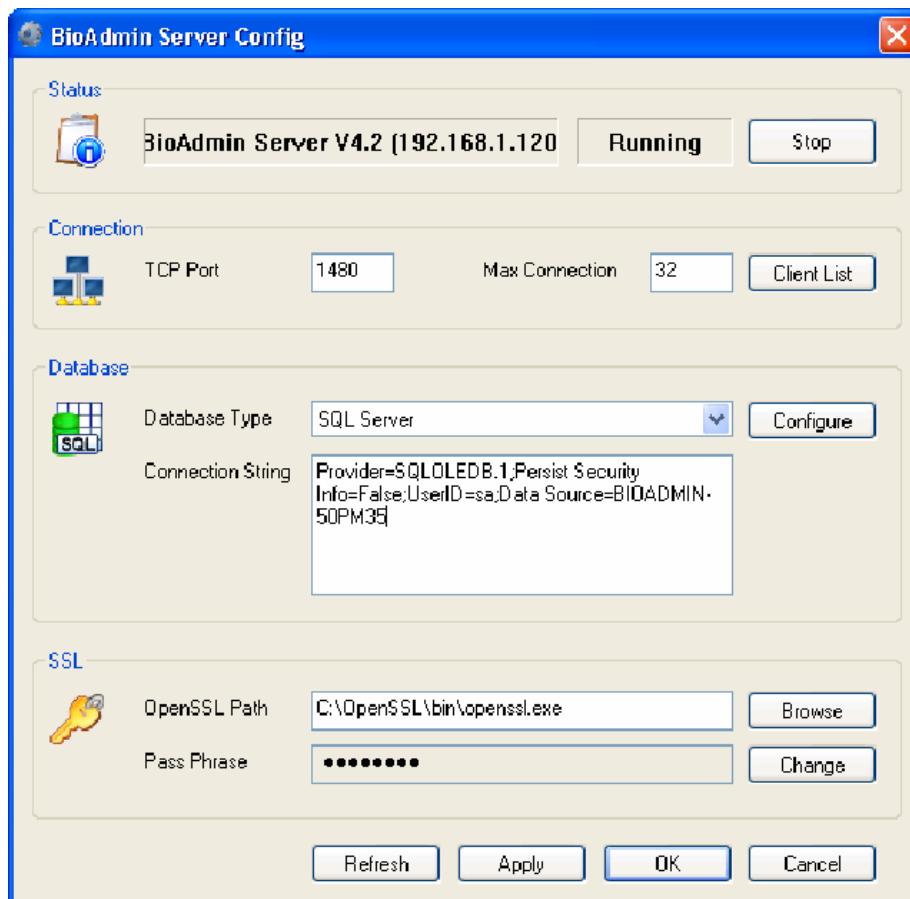 BioAdmin Server Config
Status
BioAdmin Server V4.2 (192.168.1.120 Running Stop
Connection
TCP Port 1480 Max Connection 32 Client List
Database
Database Type SQL Server Configure
Connection String Provider=SQLOLEDB.1;Persist Security
Info=False;UserID=sa;Data Source=BIOADMIN-
50PM35
SQL
SSL
OpenSSL Path C:\OpenSSL\bin\openssl.exe Browse
Pass Phrase ●●●●●●●● Change
Refresh Apply OK Cancel